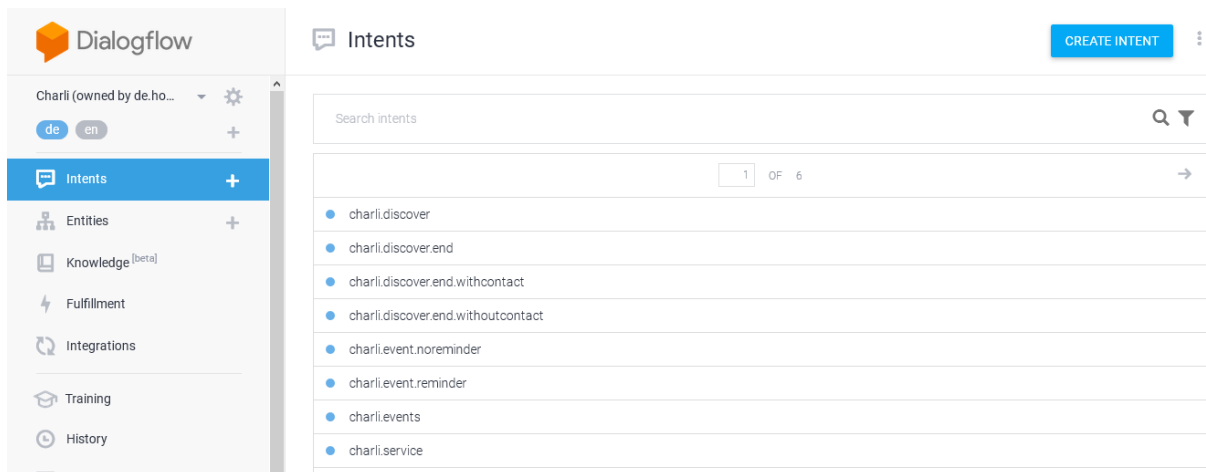 Dialogflow
Charli (owned by de.ho...
de en
Intents
Entities
Knowledge [beta]
Fulfillment
Integrations
Training
History
Intents
CREATE INTENT
Search intents
1 OF 6
charli.discover
charli.discover.end
charli.discover.end.withcontact
charli.discover.end.withoutcontact
charli.event.noreminder
charli.event.reminder
charli.events
charli.service